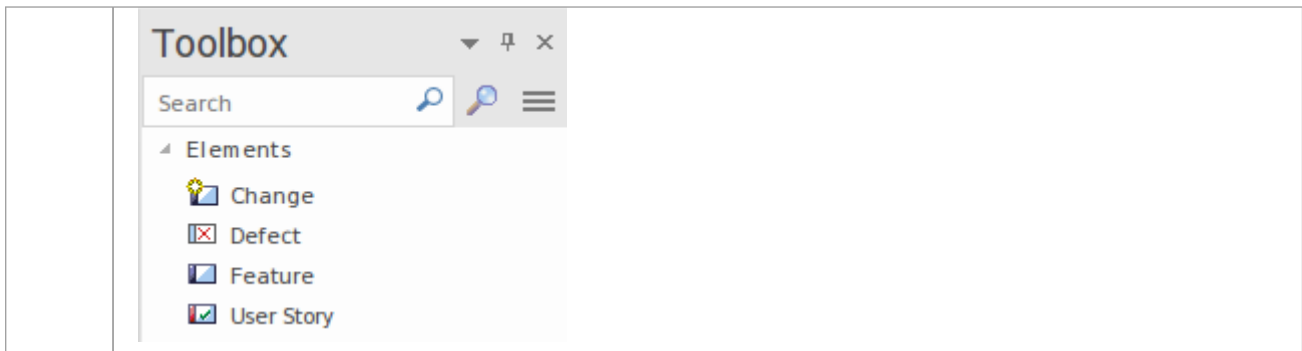 Toolbox
Search
Elements
Change
Defect
Feature
User Story